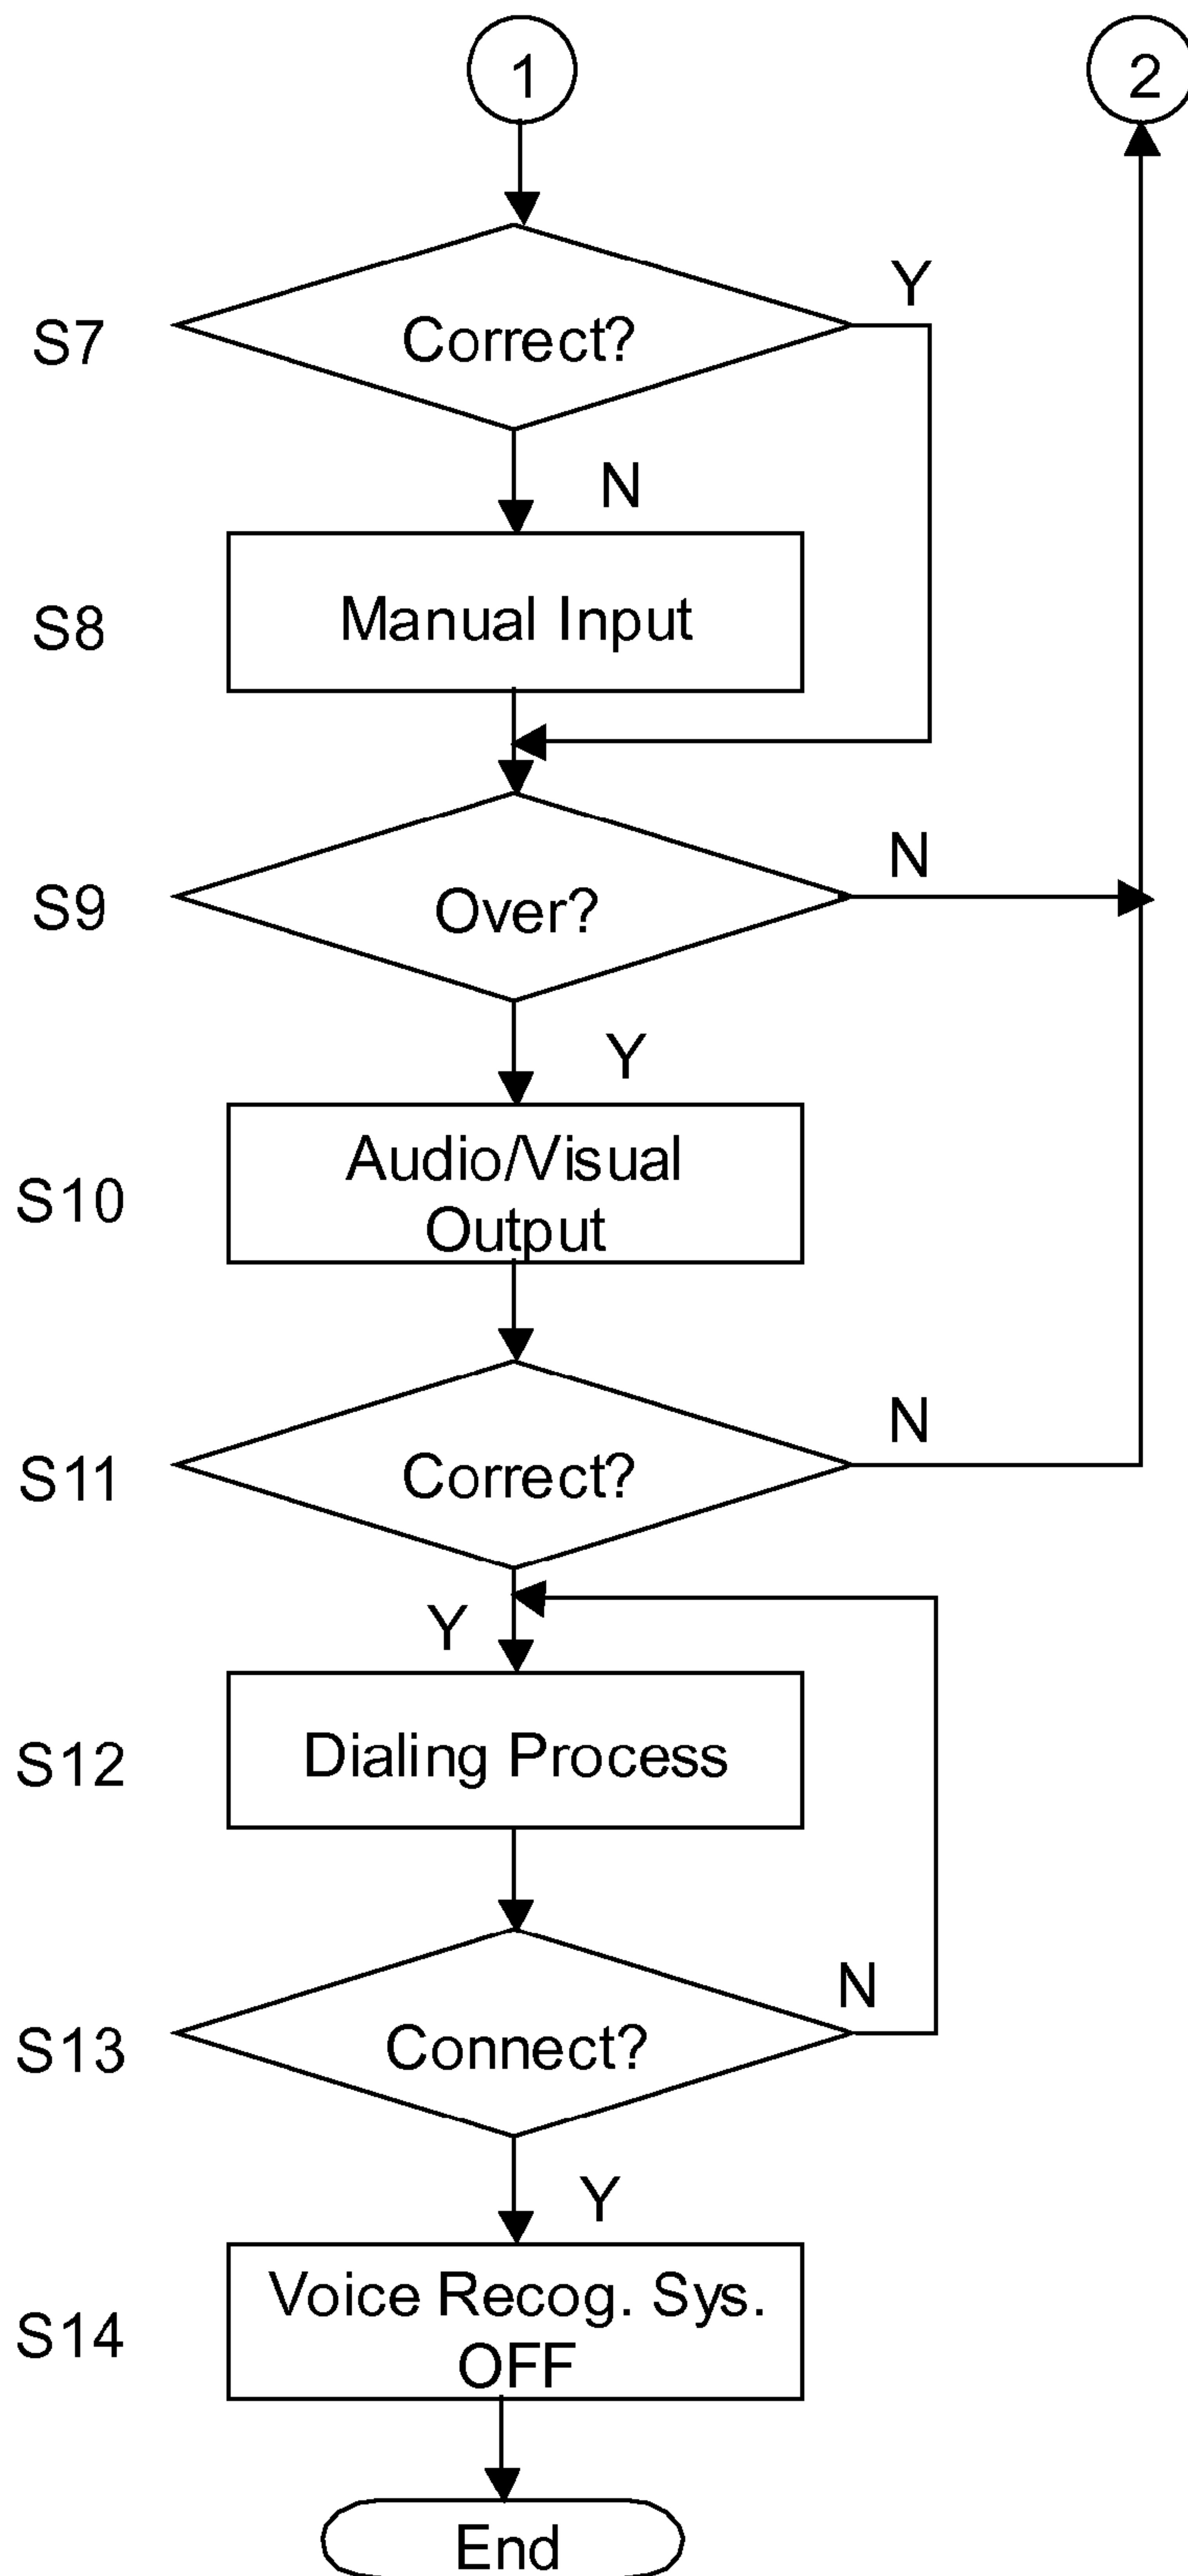 1
2
Y
S7
Correct?
N
S8
Manual Input
N
S9
Over?
Y
S10
Audio/Visual
Output
N
S11
Correct?
Y
S12
Dialing Process
N
S13
Connect?
Y
S14
Voice Recog. Sys.
OFF
End